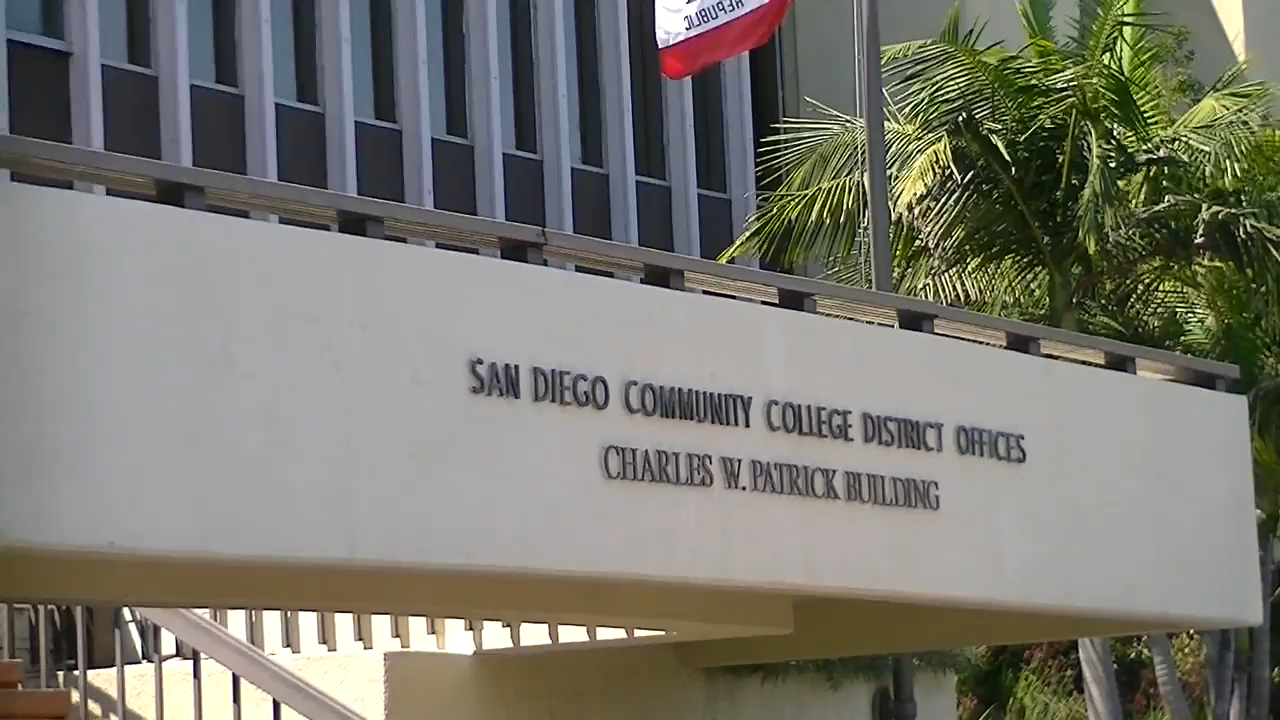 REPUBLIC
SAN DIEGO COMMUNITY COLLEGE DISTRICT OFFICES
CHARLES W. PATRICK BUILDING